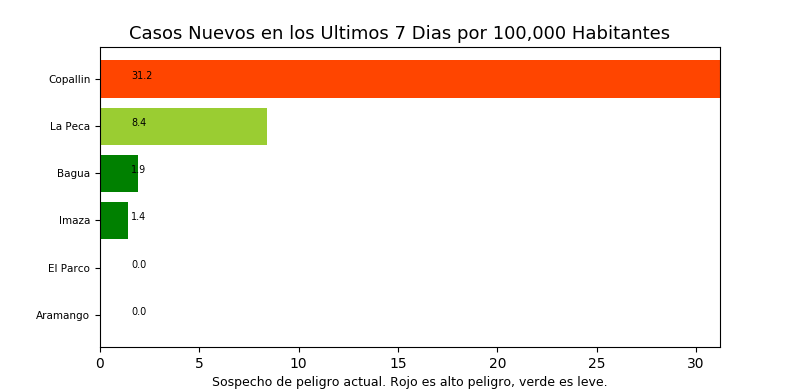 Casos Nuevos en los Ultimos 7 Dias por 100,000 Habitantes
Copallin 31.2
La Peca 8.4
Bagua 1.9
Imaza 1.4
El Parco 0.0
Aramango 0.0
0 5 10 15 20 25 30
Sospecho de peligro actual. Rojo es alto peligro, verde es leve.